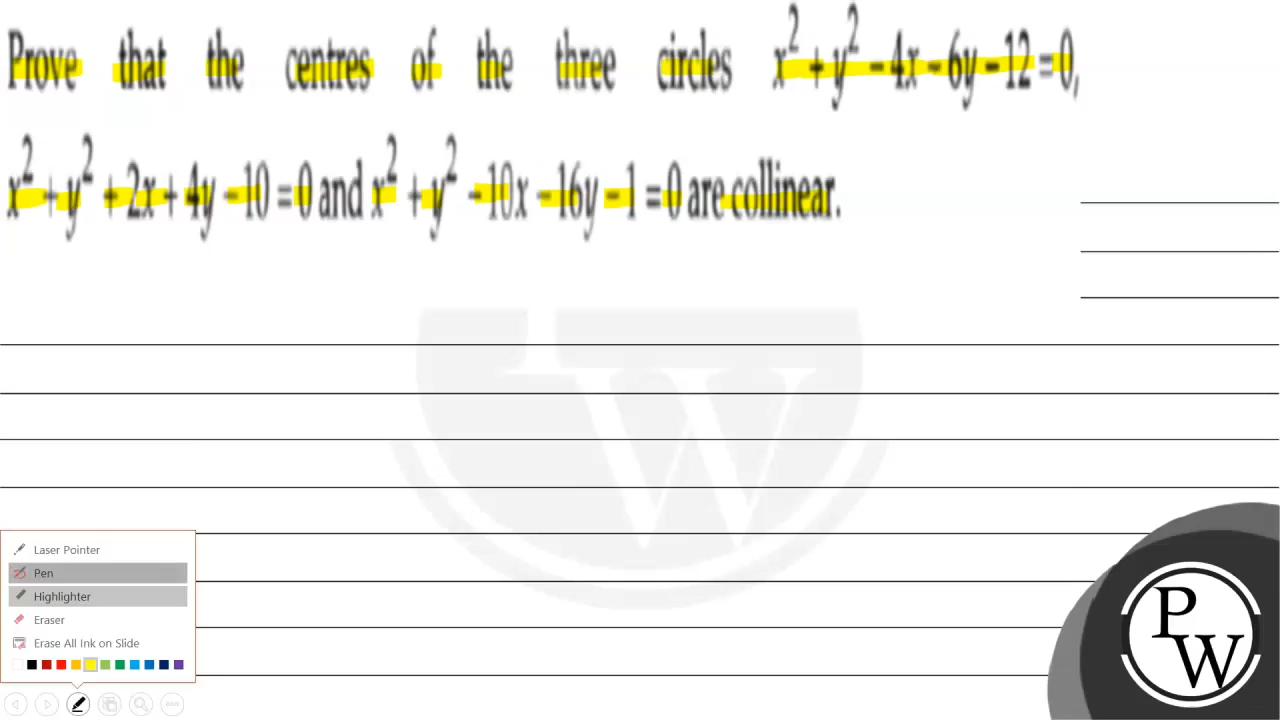 Prove that the centres of the three circles x² + y² − 4x − 6y − 12 = 0,
x² + y² + 2x + 4y − 10 = 0 and x² + y² − 10x − 16y − 1 = 0 are collinear.
Laser Pointer
Pen
Highlighter
Eraser
Erase All Ink on Slide
P
W
W